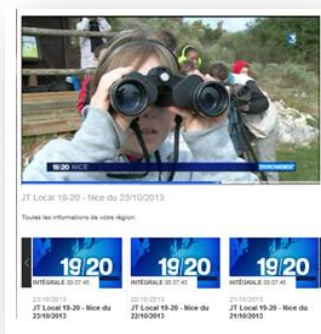 3
19/20 NICE
ENVIRONNEMENT
JT Local 19-20 - Nice du 23/10/2013
Toutes les informations de votre région.
19/20 19/20 19/20
INTÉGRALE 00:07:45 INTÉGRALE 00:07:46 INTÉGRALE 00:07:45
23/10/2013 22/10/2013 21/10/2013
JT Local 19-20 - Nice du JT Local 19-20 - Nice du JT Local 19-20 - Nice du
23/10/2013 22/10/2013 21/10/2013